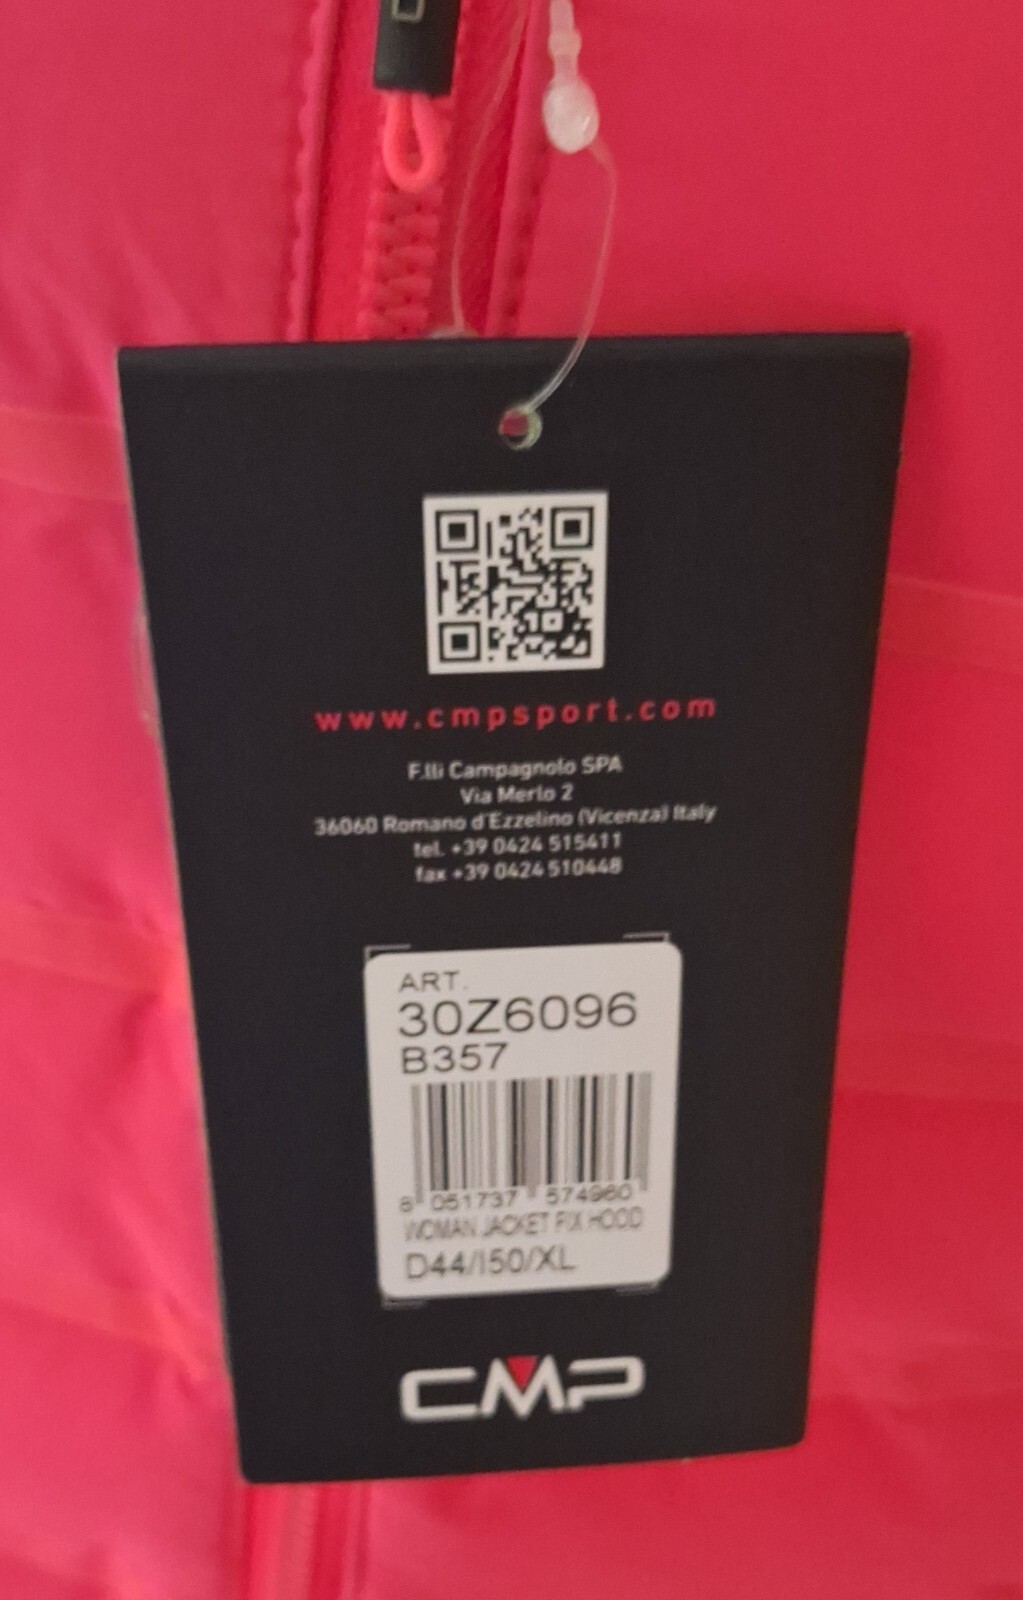 www.cmpsport.com
F.lli Campagnolo SPA
Via Merlo 2
36060 Romano d'Ezzelino (Vicenza) Italy
tel. +39 0424 515411
fax +39 0424 510448
ART.
30Z6096
B357
8 051737 574960
WOMAN JACKET FIX HOOD
D44/I50/XL
CMP